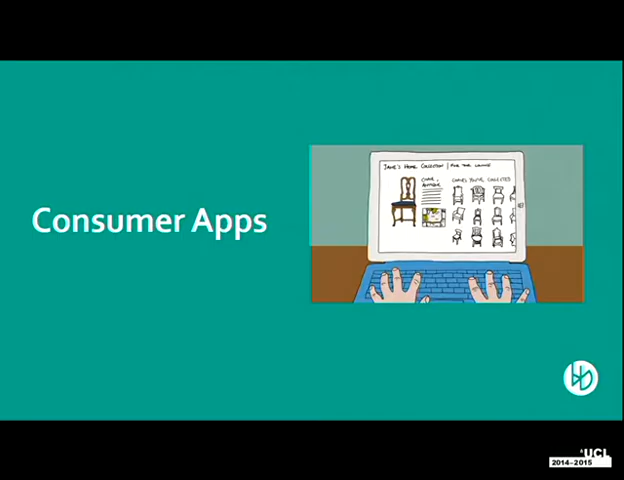 Consumer Apps
JANE'S HOME COLLECTION | FOR THE LOUNGE
CHAIR,
ANTIQUE
CHAIRS YOU'VE COLLECTED
UCL
2014-2015